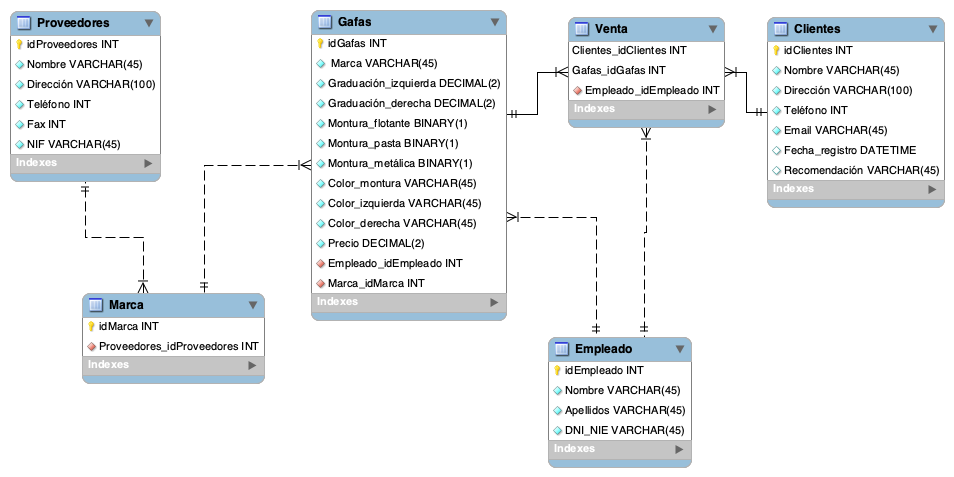 Proveedores
idProveedores INT
Nombre VARCHAR(45)
Dirección VARCHAR(100)
Teléfono INT
Fax INT
NIF VARCHAR(45)
Indexes
Gafas
idGafas INT
Marca VARCHAR(45)
Graduación_izquierda DECIMAL(2)
Graduación_derecha DECIMAL(2)
Montura_flotante BINARY(1)
Montura_pasta BINARY(1)
Montura_metálica BINARY(1)
Color_montura VARCHAR(45)
Color_izquierda VARCHAR(45)
Color_derecha VARCHAR(45)
Precio DECIMAL(2)
Empleado_idEmpleado INT
Marca_idMarca INT
Indexes
Venta
Clientes_idClientes INT
Gafas_idGafas INT
Empleado_idEmpleado INT
Indexes
Clientes
idClientes INT
Nombre VARCHAR(45)
Dirección VARCHAR(100)
Teléfono INT
Email VARCHAR(45)
Fecha_registro DATETIME
Recomendación VARCHAR(45)
Indexes
Marca
idMarca INT
Proveedores_idProveedores INT
Indexes
Empleado
idEmpleado INT
Nombre VARCHAR(45)
Apellidos VARCHAR(45)
DNI_NIE VARCHAR(45)
Indexes